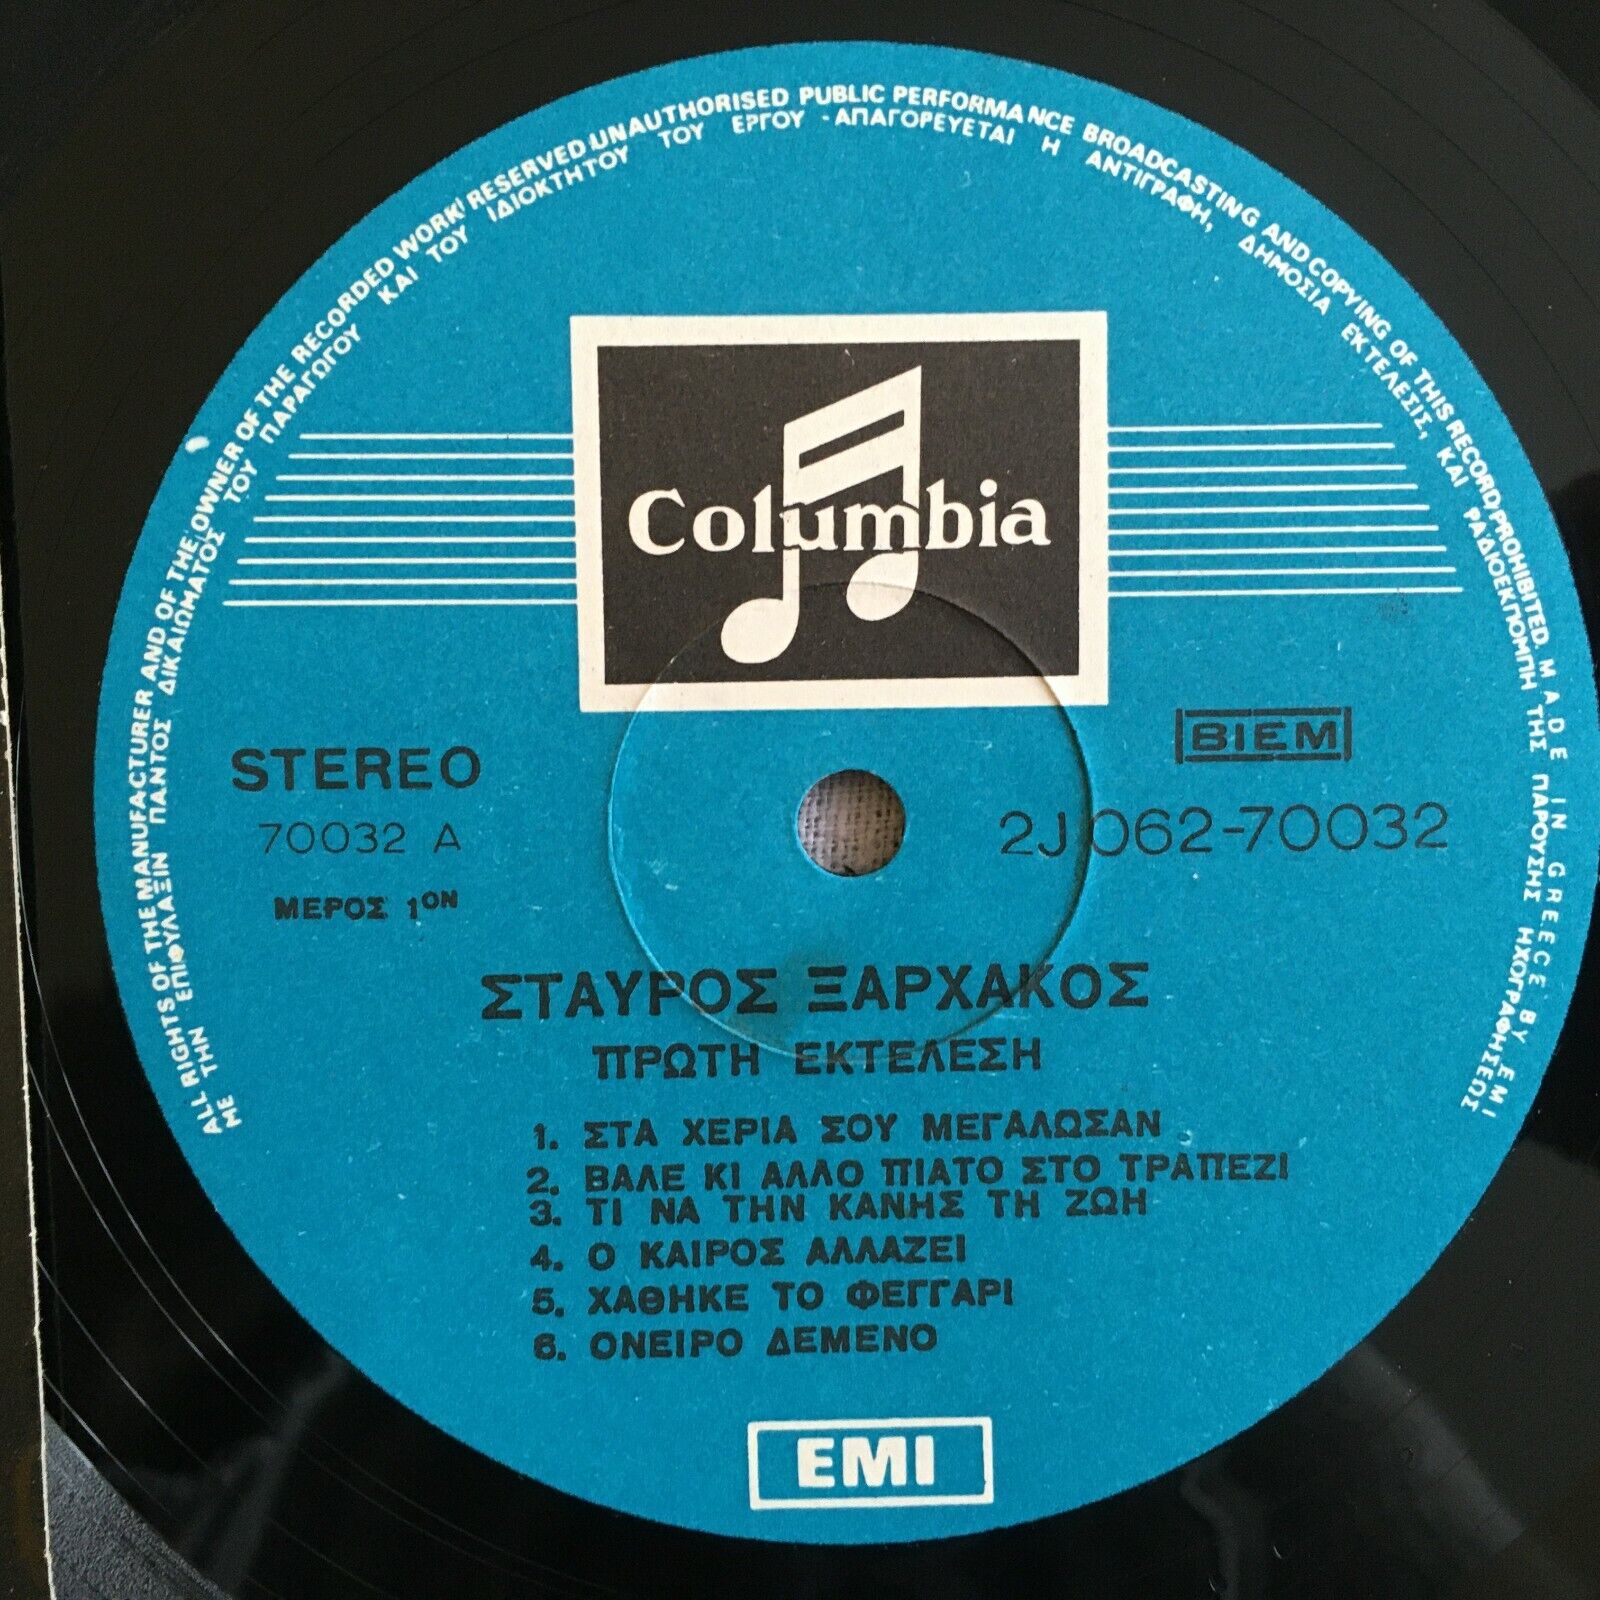 ALL RIGHTS OF THE MANUFACTURER AND OF THE OWNER OF THE RECORDED WORK RESERVED UNAUTHORISED PUBLIC PERFORMANCE BROADCASTING AND COPYING OF THIS RECORD PROHIBITED. MADE IN GREECE BY EMI
ΜΕ ΤΗΝ ΕΠΙΦΥΛΑΞΙΝ ΠΑΝΤΟΣ ΔΙΚΑΙΩΜΑΤΟΣ ΤΟΥ ΠΑΡΑΓΩΓΟΥ ΚΑΙ ΤΟΥ ΙΔΙΟΚΤΗΤΟΥ ΤΟΥ ΕΡΓΟΥ - ΑΠΑΓΟΡΕΥΕΤΑΙ Η ΑΝΤΙΓΡΑΦΗ, ΔΗΜΟΣΙΑ ΕΚΤΕΛΕΣΙΣ, ΚΑΙ ΡΑΔΙΟΕΚΠΟΜΠΗ ΤΗΣ ΠΑΡΟΥΣΗΣ ΗΧΟΓΡΑΦΗΣΕΩΣ
Columbia
STEREO
70032 A
ΜΕΡΟΣ 1ΟΝ
BIEM
2J 062-70032
ΣΤΑΥΡΟΣ ΞΑΡΧΑΚΟΣ
ΠΡΩΤΗ ΕΚΤΕΛΕΣΗ
1. ΣΤΑ ΧΕΡΙΑ ΣΟΥ ΜΕΓΑΛΩΣΑΝ
2. ΒΑΛΕ ΚΙ ΑΛΛΟ ΠΙΑΤΟ ΣΤΟ ΤΡΑΠΕΖΙ
3. ΤΙ ΝΑ ΤΗΝ ΚΑΝΗΣ ΤΗ ΖΩΗ
4. Ο ΚΑΙΡΟΣ ΑΛΛΑΖΕΙ
5. ΧΑΘΗΚΕ ΤΟ ΦΕΓΓΑΡΙ
6. ΟΝΕΙΡΟ ΔΕΜΕΝΟ
EMI